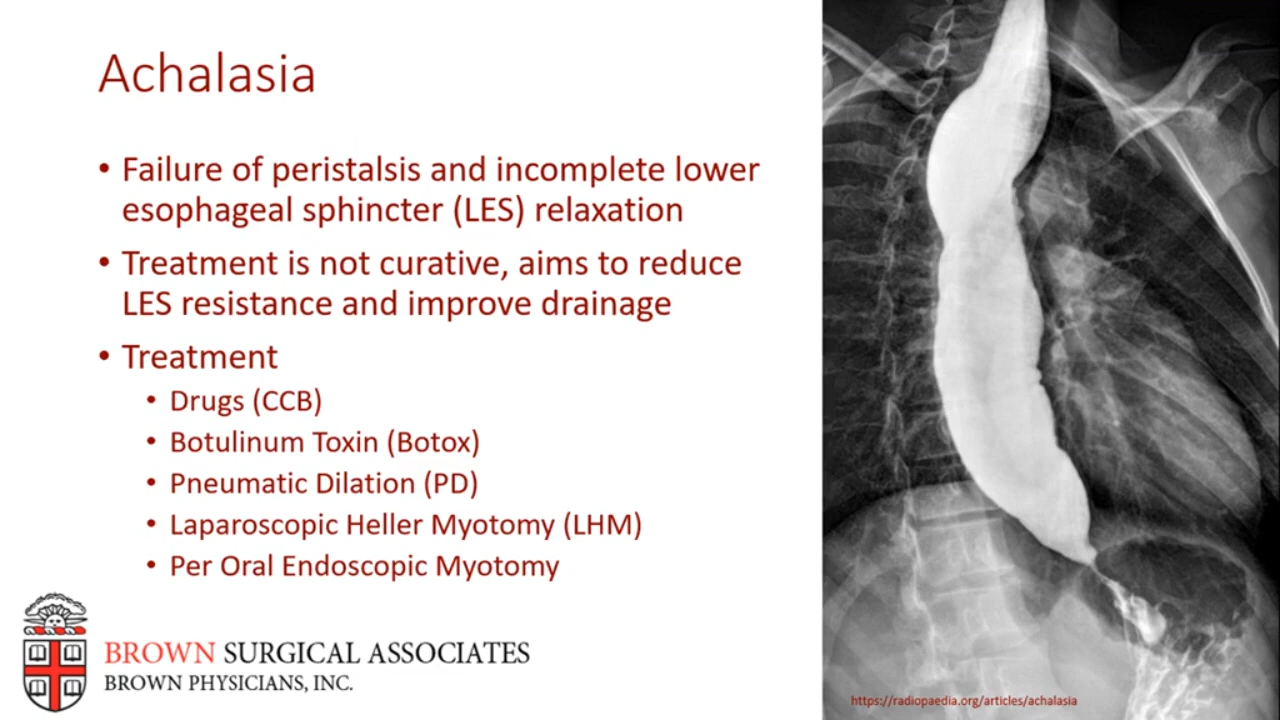 Achalasia
• Failure of peristalsis and incomplete lower
esophageal sphincter (LES) relaxation
• Treatment is not curative, aims to reduce
LES resistance and improve drainage
• Treatment
• Drugs (CCB)
• Botulinum Toxin (Botox)
• Pneumatic Dilation (PD)
• Laparoscopic Heller Myotomy (LHM)
• Per Oral Endoscopic Myotomy
BROWN SURGICAL ASSOCIATES
BROWN PHYSICIANS, INC.
https://radiopaedia.org/articles/achalasia